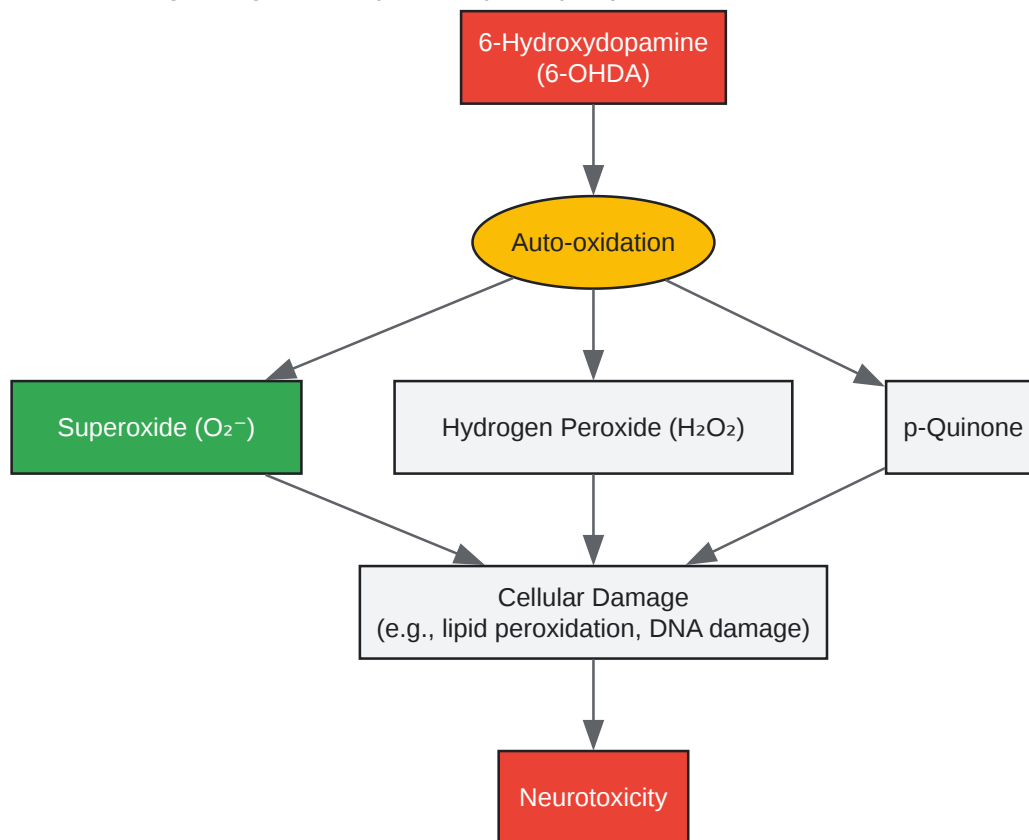 6-Hydroxydopamine
(6-OHDA)
Auto-oxidation
Superoxide (O₂⁻)
Hydrogen Peroxide (H₂O₂)
p-Quinone
Cellular Damage
(e.g., lipid peroxidation, DNA damage)
Neurotoxicity